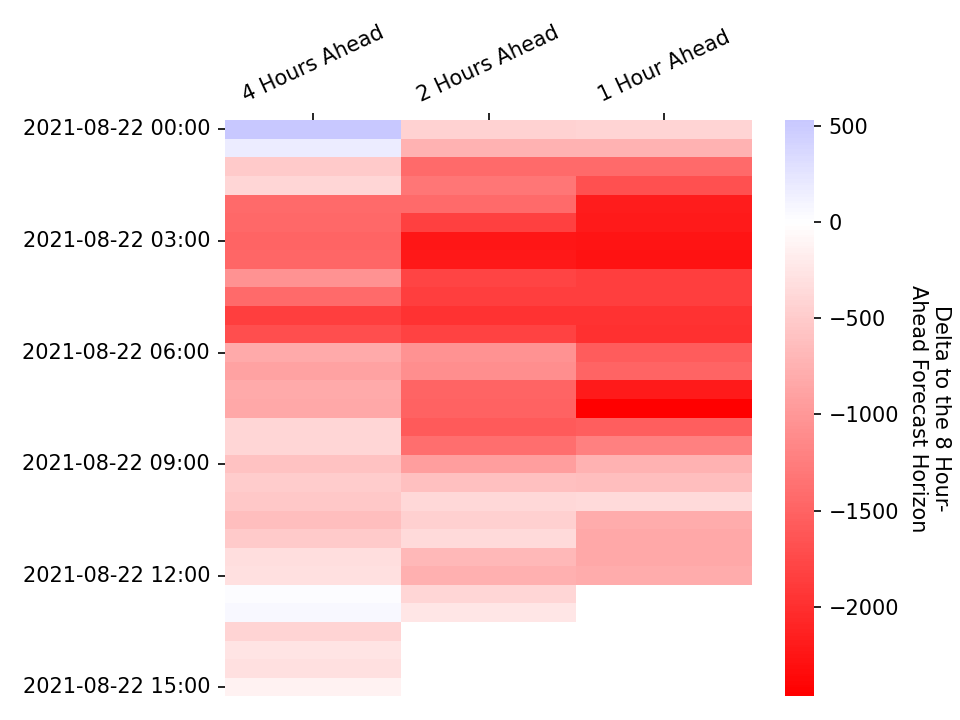 4 Hours Ahead
2 Hours Ahead
1 Hour Ahead
2021-08-22 00:00
2021-08-22 03:00
2021-08-22 06:00
2021-08-22 09:00
2021-08-22 12:00
2021-08-22 15:00
500
0
−500
−1000
−1500
−2000
Delta to the 8 Hour-
Ahead Forecast Horizon